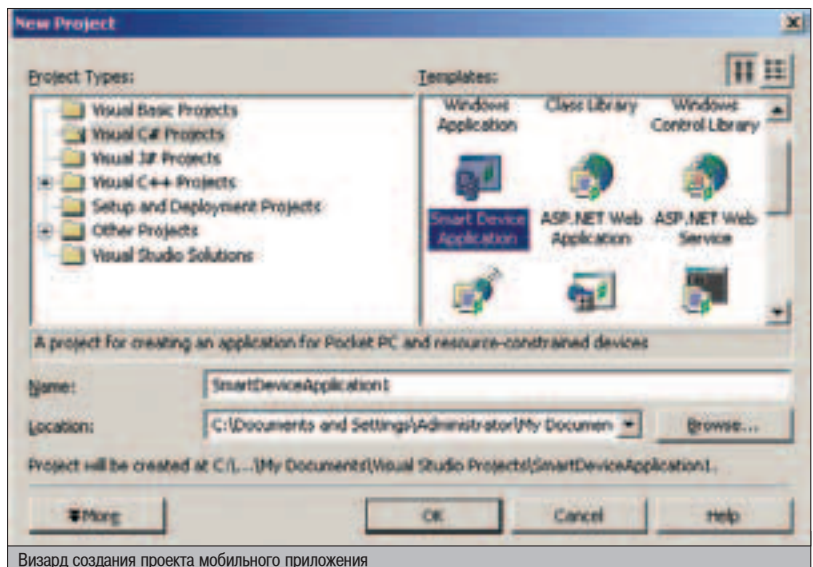 New Project
Project Types:
Visual Basic Projects
Visual C# Projects
Visual J# Projects
Visual C++ Projects
Setup and Deployment Projects
Other Projects
Visual Studio Solutions
Templates:
Windows Application
Class Library
Windows Control Library
Smart Device Application
ASP.NET Web Application
ASP.NET Web Service
A project for creating an application for Pocket PC and resource-constrained devices
Name:
SmartDeviceApplication1
Location:
C:\Documents and Settings\Administrator\My Documen
Browse...
Project will be created at C:\...\My Documents\Visual Studio Projects\SmartDeviceApplication1.
More
OK
Cancel
Help
Визард создания проекта мобильного приложения